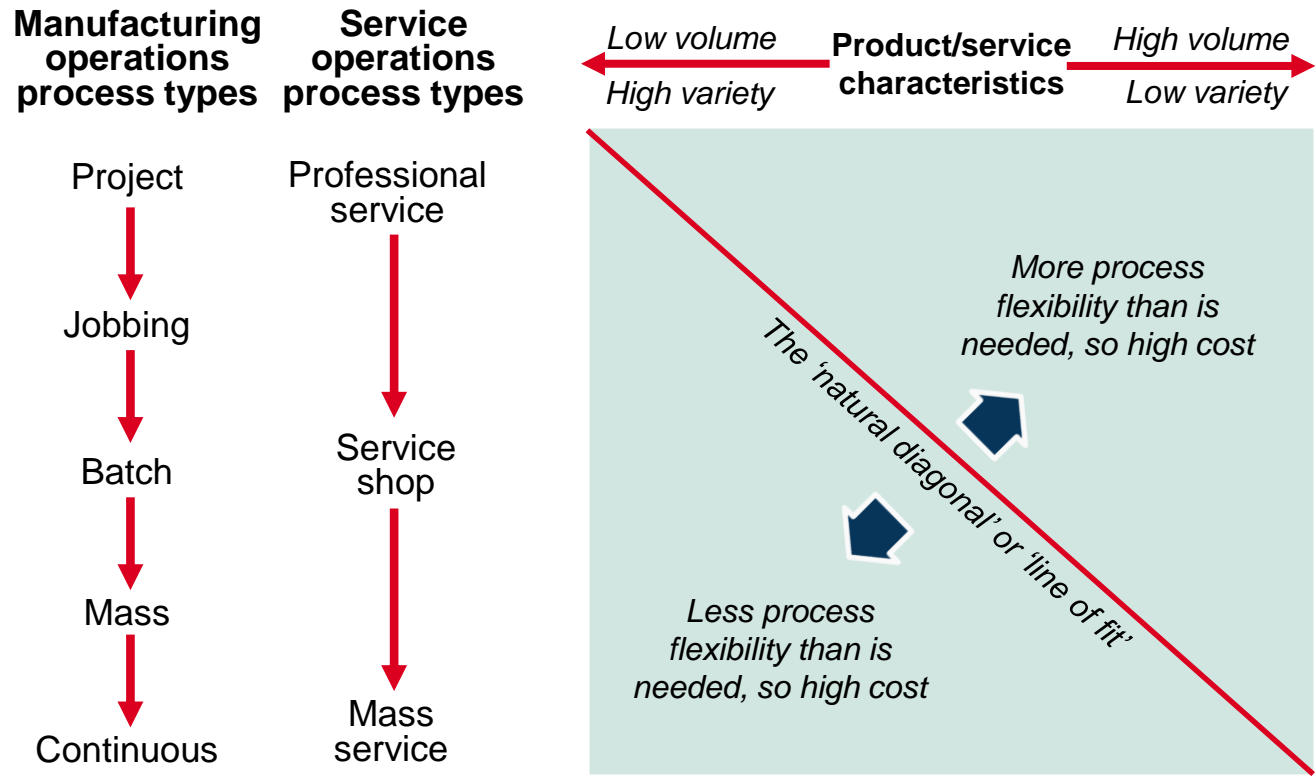 Manufacturing
operations
process types
Service
operations
process types
Low volume
High variety
Product/service
characteristics
High volume
Low variety
Project
Jobbing
Batch
Mass
Continuous
Professional
service
Service
shop
Mass
service
More process
flexibility than is
needed, so high cost
The ‘natural diagonal’ or ‘line of fit’
Less process
flexibility than is
needed, so high cost